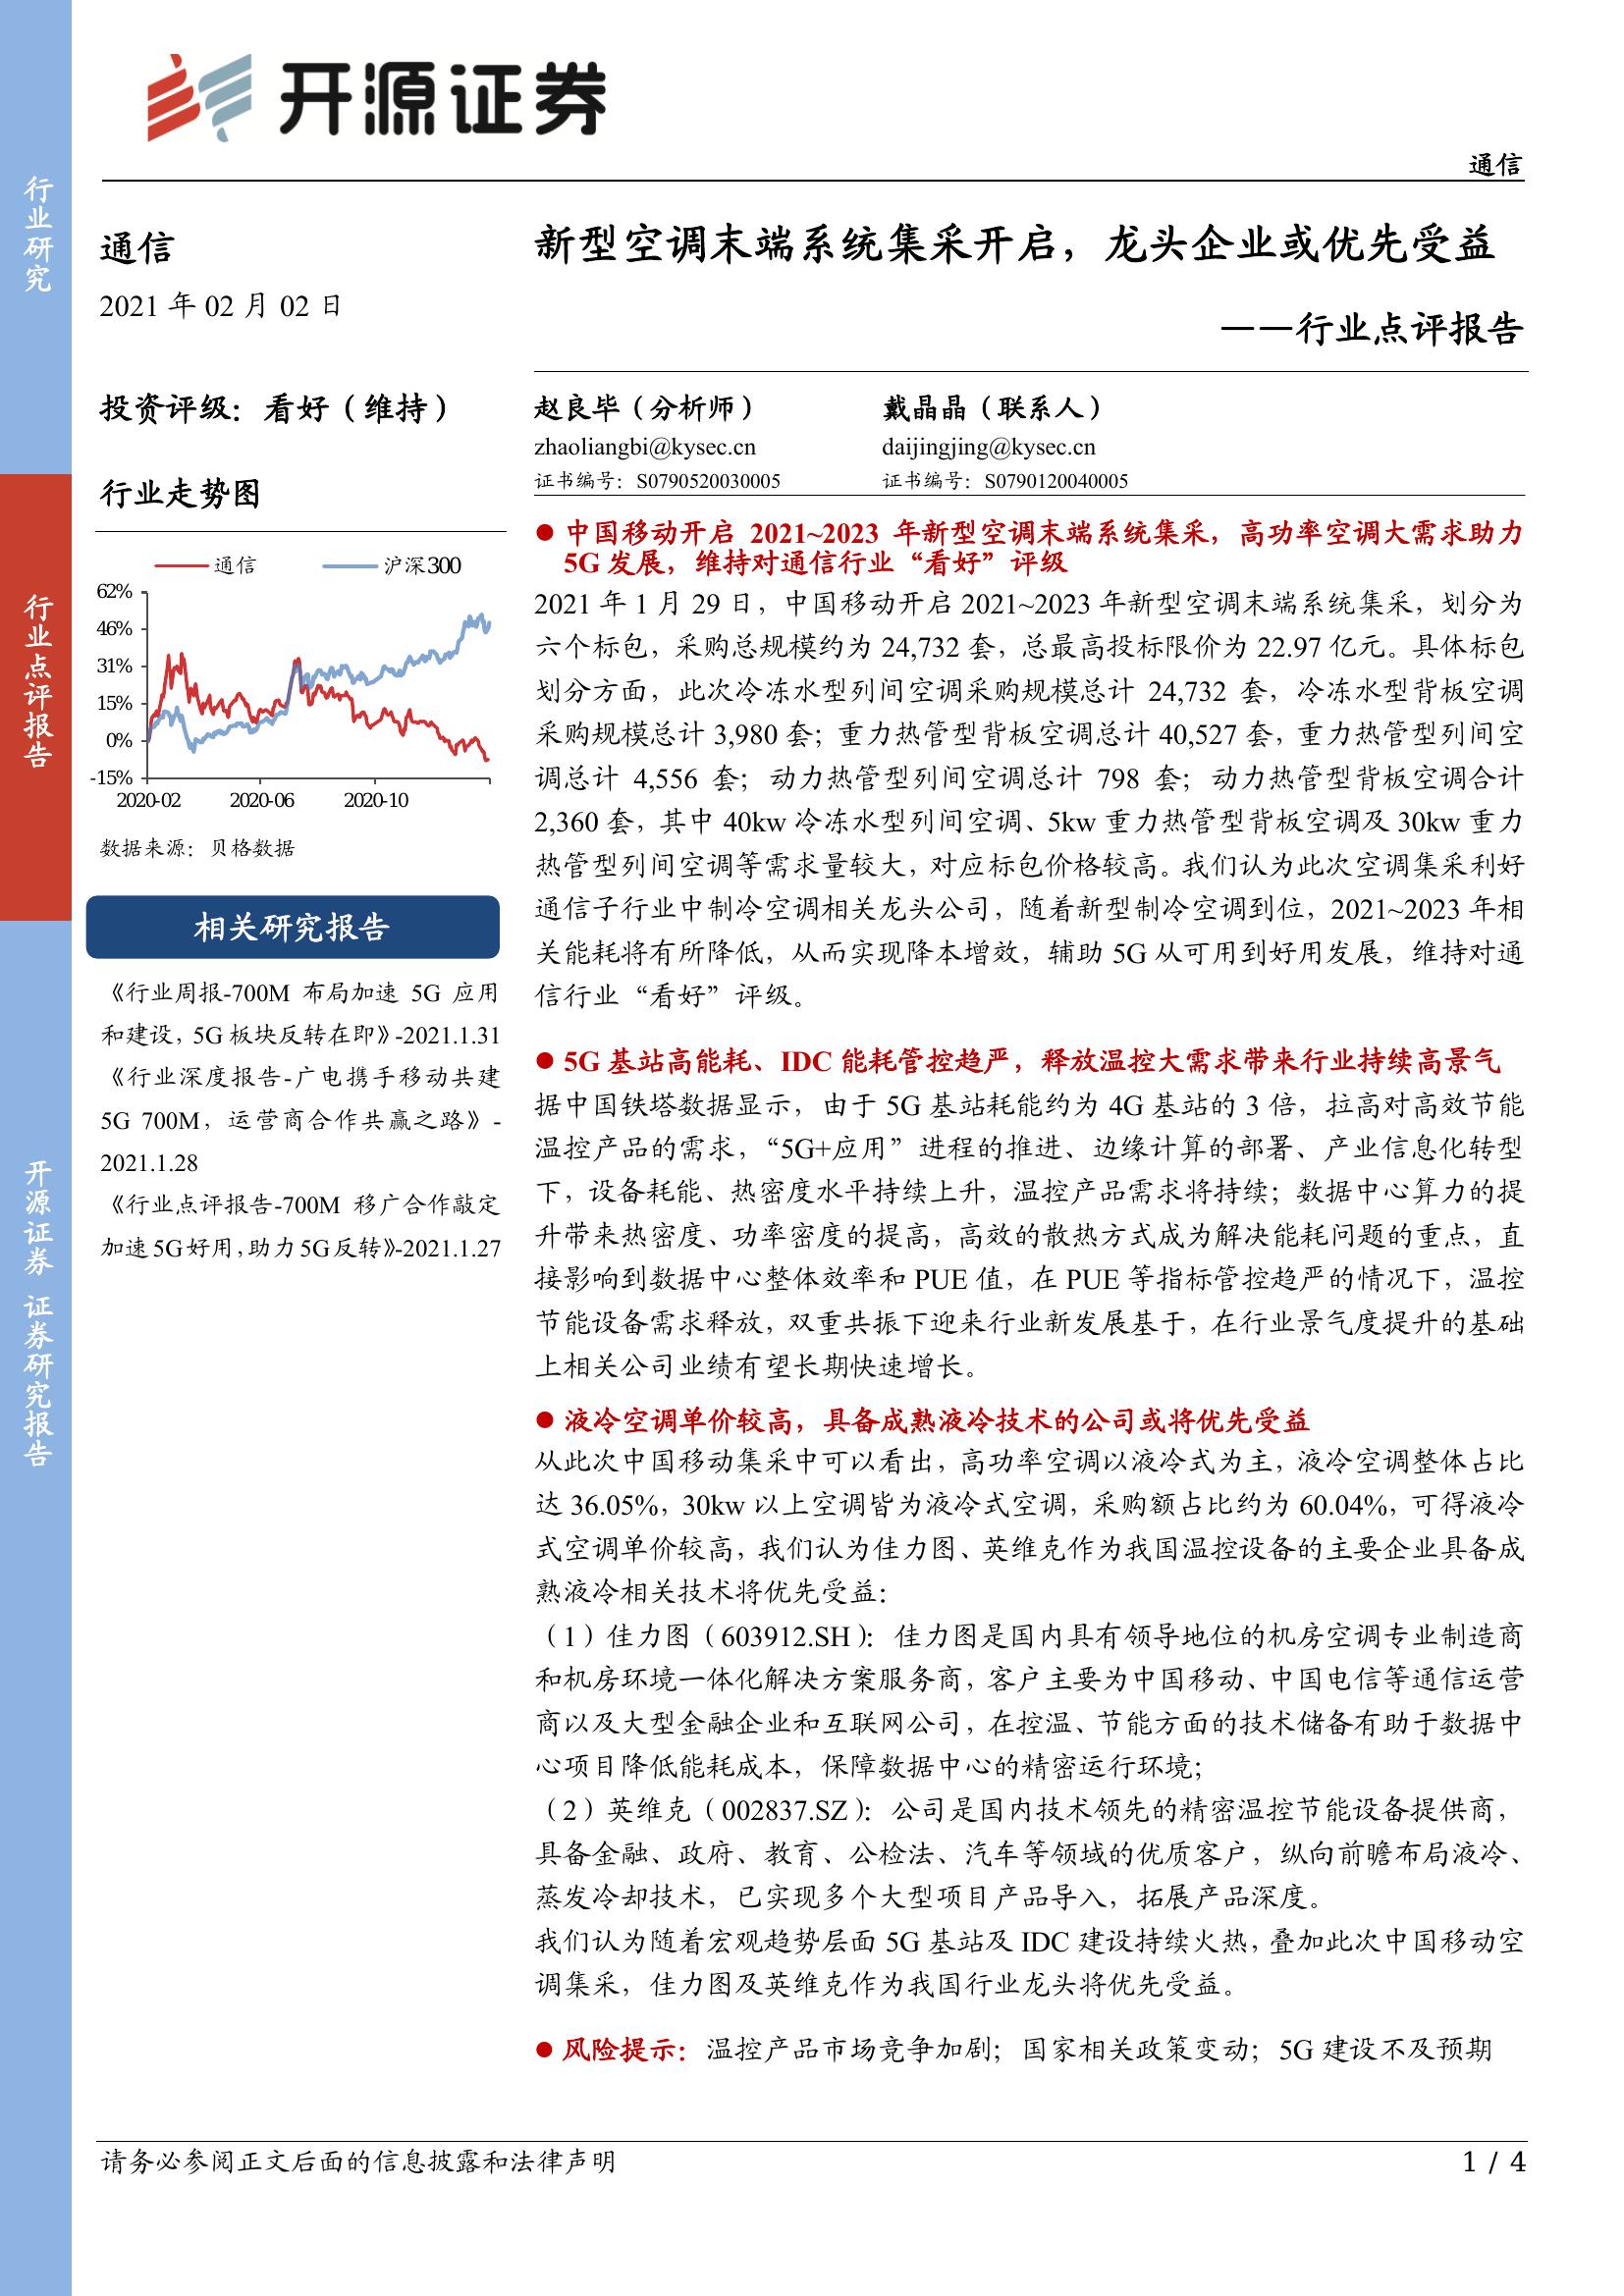 开源证券
通信
行业研究
行业点评报告
开源证券 证券研究报告
通信
2021 年 02 月 02 日
投资评级：看好（维持）
行业走势图
通信 沪深300
62%
46%
31%
15%
0%
-15%
2020-02 2020-06 2020-10
数据来源：贝格数据
相关研究报告
《行业周报-700M 布局加速 5G 应用
和建设，5G 板块反转在即》-2021.1.31
《行业深度报告-广电携手移动共建
5G 700M，运营商合作共赢之路》-
2021.1.28
《行业点评报告-700M 移广合作敲定
加速5G好用，助力5G反转》-2021.1.27
新型空调末端系统集采开启，龙头企业或优先受益
——行业点评报告
赵良毕（分析师） 戴晶晶（联系人）
zhaoliangbi@kysec.cn daijingjing@kysec.cn
证书编号：S0790520030005 证书编号：S0790120040005
● 中国移动开启 2021~2023 年新型空调末端系统集采，高功率空调大需求助力
5G 发展，维持对通信行业“看好”评级
2021 年 1 月 29 日，中国移动开启 2021~2023 年新型空调末端系统集采，划分为
六个标包，采购总规模约为 24,732 套，总最高投标限价为 22.97 亿元。具体标包
划分方面，此次冷冻水型列间空调采购规模总计 24,732 套，冷冻水型背板空调
采购规模总计 3,980 套；重力热管型背板空调总计 40,527 套，重力热管型列间空
调总计 4,556 套；动力热管型列间空调总计 798 套；动力热管型背板空调合计
2,360 套，其中 40kw 冷冻水型列间空调、5kw 重力热管型背板空调及 30kw 重力
热管型列间空调等需求量较大，对应标包价格较高。我们认为此次空调集采利好
通信子行业中制冷空调相关龙头公司，随着新型制冷空调到位，2021~2023 年相
关能耗将有所降低，从而实现降本增效，辅助 5G 从可用到好用发展，维持对通
信行业“看好”评级。
● 5G 基站高能耗、IDC 能耗管控趋严，释放温控大需求带来行业持续高景气
据中国铁塔数据显示，由于 5G 基站耗能约为 4G 基站的 3 倍，拉高对高效节能
温控产品的需求，“5G+应用”进程的推进、边缘计算的部署、产业信息化转型
下，设备耗能、热密度水平持续上升，温控产品需求将持续；数据中心算力的提
升带来热密度、功率密度的提高，高效的散热方式成为解决能耗问题的重点，直
接影响到数据中心整体效率和 PUE 值，在 PUE 等指标管控趋严的情况下，温控
节能设备需求释放，双重共振下迎来行业新发展基于，在行业景气度提升的基础
上相关公司业绩有望长期快速增长。
● 液冷空调单价较高，具备成熟液冷技术的公司或将优先受益
从此次中国移动集采中可以看出，高功率空调以液冷式为主，液冷空调整体占比
达 36.05%，30kw 以上空调皆为液冷式空调，采购额占比约为 60.04%，可得液冷
式空调单价较高，我们认为佳力图、英维克作为我国温控设备的主要企业具备成
熟液冷相关技术将优先受益：
（1）佳力图（603912.SH）：佳力图是国内具有领导地位的机房空调专业制造商
和机房环境一体化解决方案服务商，客户主要为中国移动、中国电信等通信运营
商以及大型金融企业和互联网公司，在控温、节能方面的技术储备有助于数据中
心项目降低能耗成本，保障数据中心的精密运行环境；
（2）英维克（002837.SZ）：公司是国内技术领先的精密温控节能设备提供商，
具备金融、政府、教育、公检法、汽车等领域的优质客户，纵向前瞻布局液冷、
蒸发冷却技术，已实现多个大型项目产品导入，拓展产品深度。
我们认为随着宏观趋势层面 5G 基站及 IDC 建设持续火热，叠加此次中国移动空
调集采，佳力图及英维克作为我国行业龙头将优先受益。
● 风险提示：温控产品市场竞争加剧；国家相关政策变动；5G 建设不及预期
请务必参阅正文后面的信息披露和法律声明
1 / 4